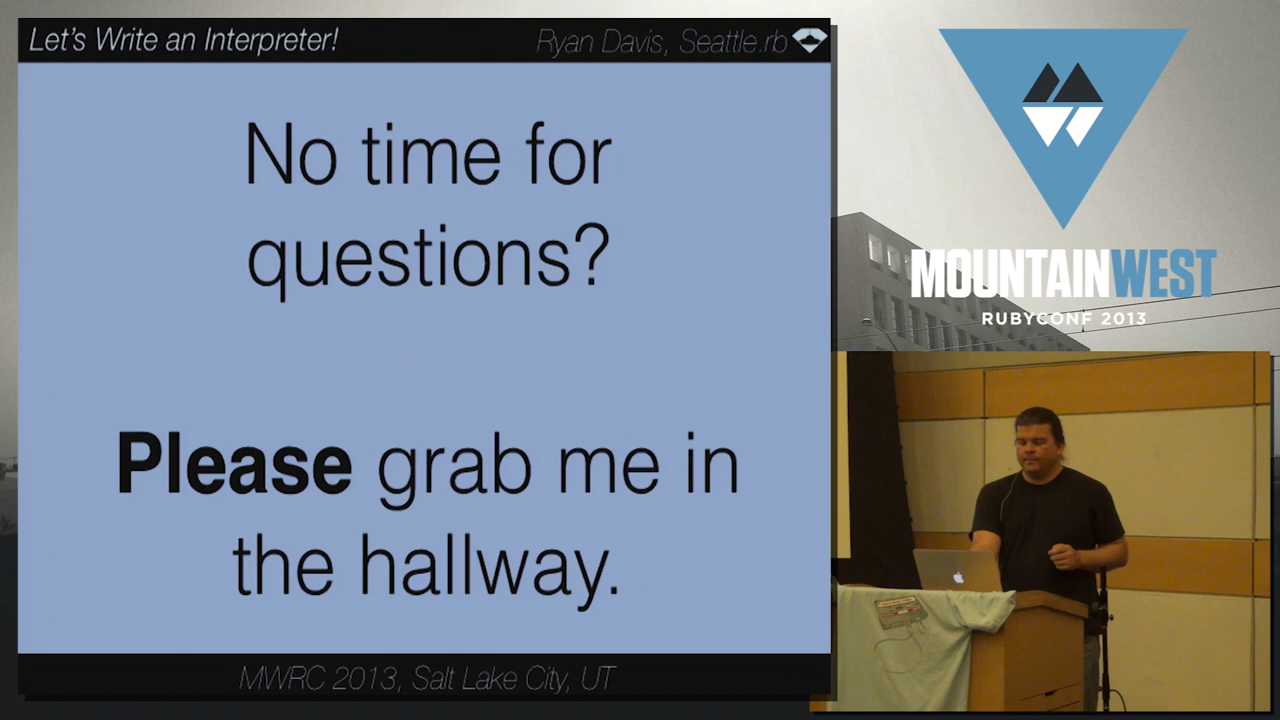 Let's Write an Interpreter!
Ryan Davis, Seattle.rb
No time for
questions?
Please grab me in
the hallway.
MWRC 2013, Salt Lake City, UT
MOUNTAINWEST
RUBYCONF 2013